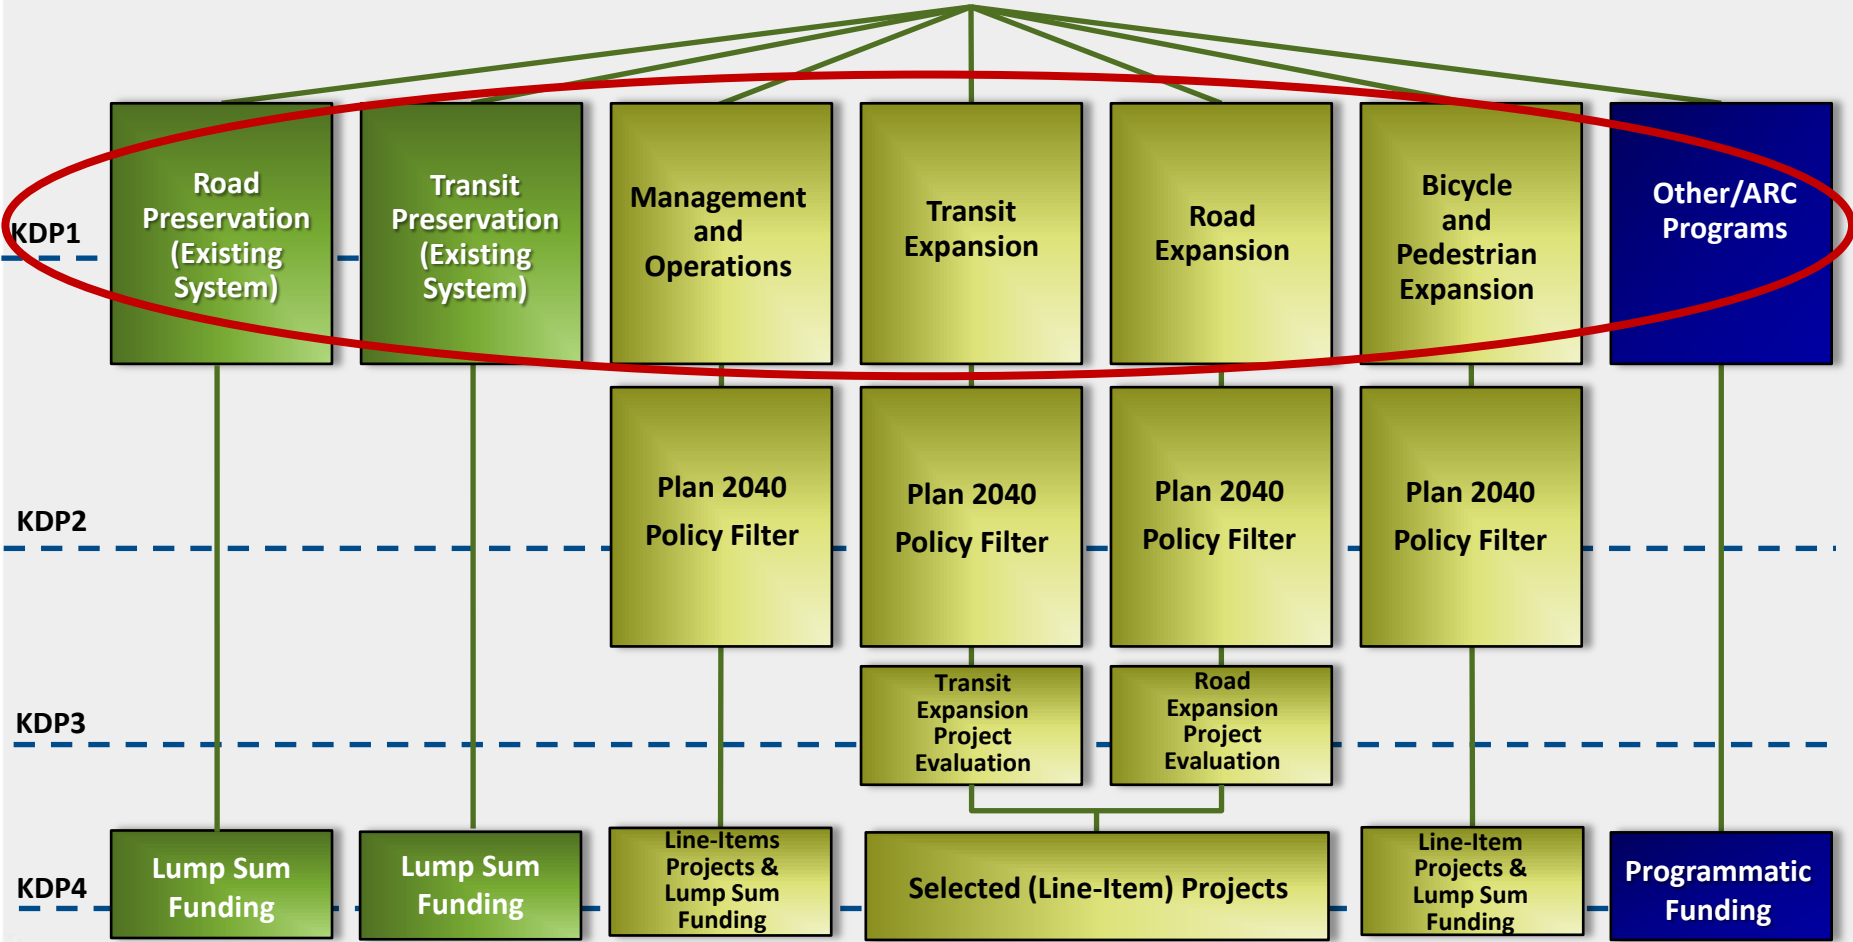 KDP1
Road
Preservation
(Existing
System)
Transit
Preservation
(Existing
System)
Management
and
Operations
Transit
Expansion
Road
Expansion
Bicycle
and
Pedestrian
Expansion
Other/ARC
Programs
KDP2
Plan 2040
Policy Filter
Plan 2040
Policy Filter
Plan 2040
Policy Filter
Plan 2040
Policy Filter
KDP3
Transit
Expansion
Project
Evaluation
Road
Expansion
Project
Evaluation
KDP4
Lump Sum
Funding
Lump Sum
Funding
Line-Items
Projects &
Lump Sum
Funding
Selected (Line-Item) Projects
Line-Item
Projects &
Lump Sum
Funding
Programmatic
Funding